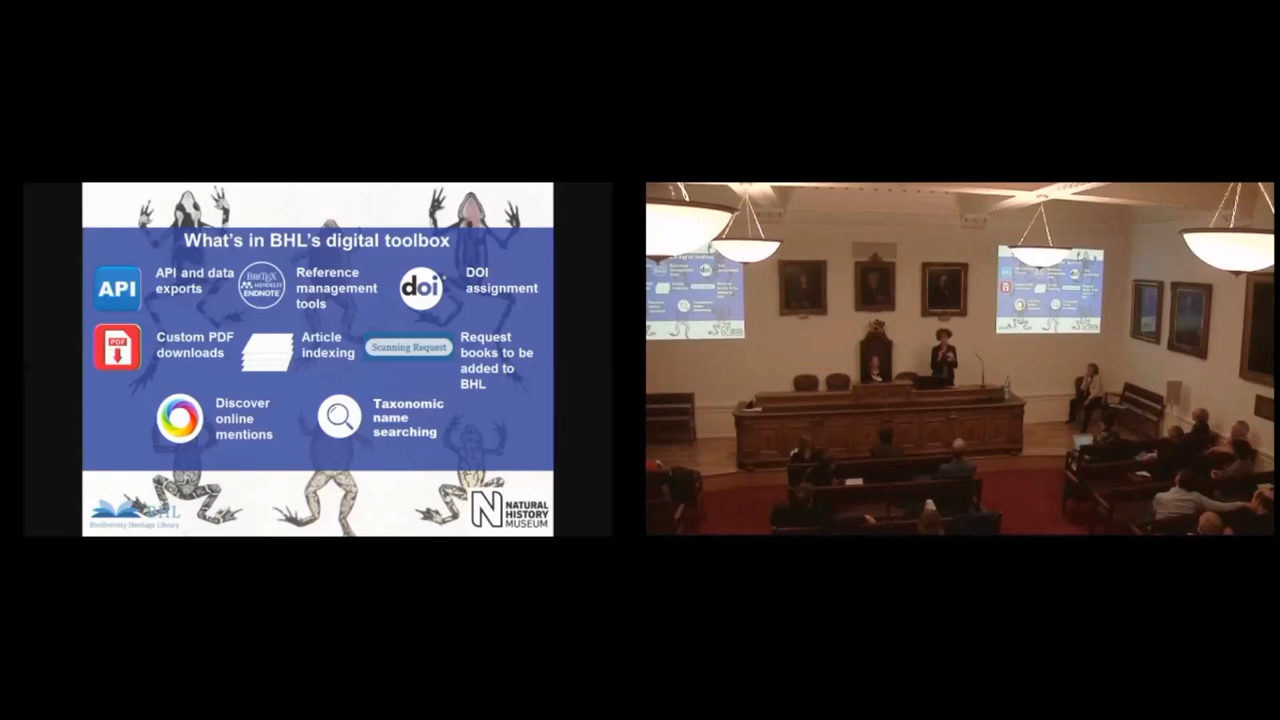 What's in BHL's digital toolbox
API
API and data
exports
BIBTEX
MENDELEY
ENDNOTE
Reference
management
tools
doi
DOI
assignment
PDF
Custom PDF
downloads
Article
indexing
Scanning Request
Request
books to be
added to
BHL
Discover
online
mentions
Taxonomic
name
searching
BHL
Biodiversity Heritage Library
N
NATURAL
HISTORY
MUSEUM